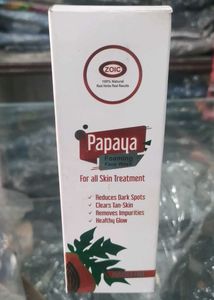 ZOIC
100% Natural
Real Herbs Real Results
Papaya
Foaming
Face Wash
For all Skin Treatment
✓ Reduces Dark Spots
✓ Clears Tan-Skin
✓ Removes Impurities
✓ Healthy Glow